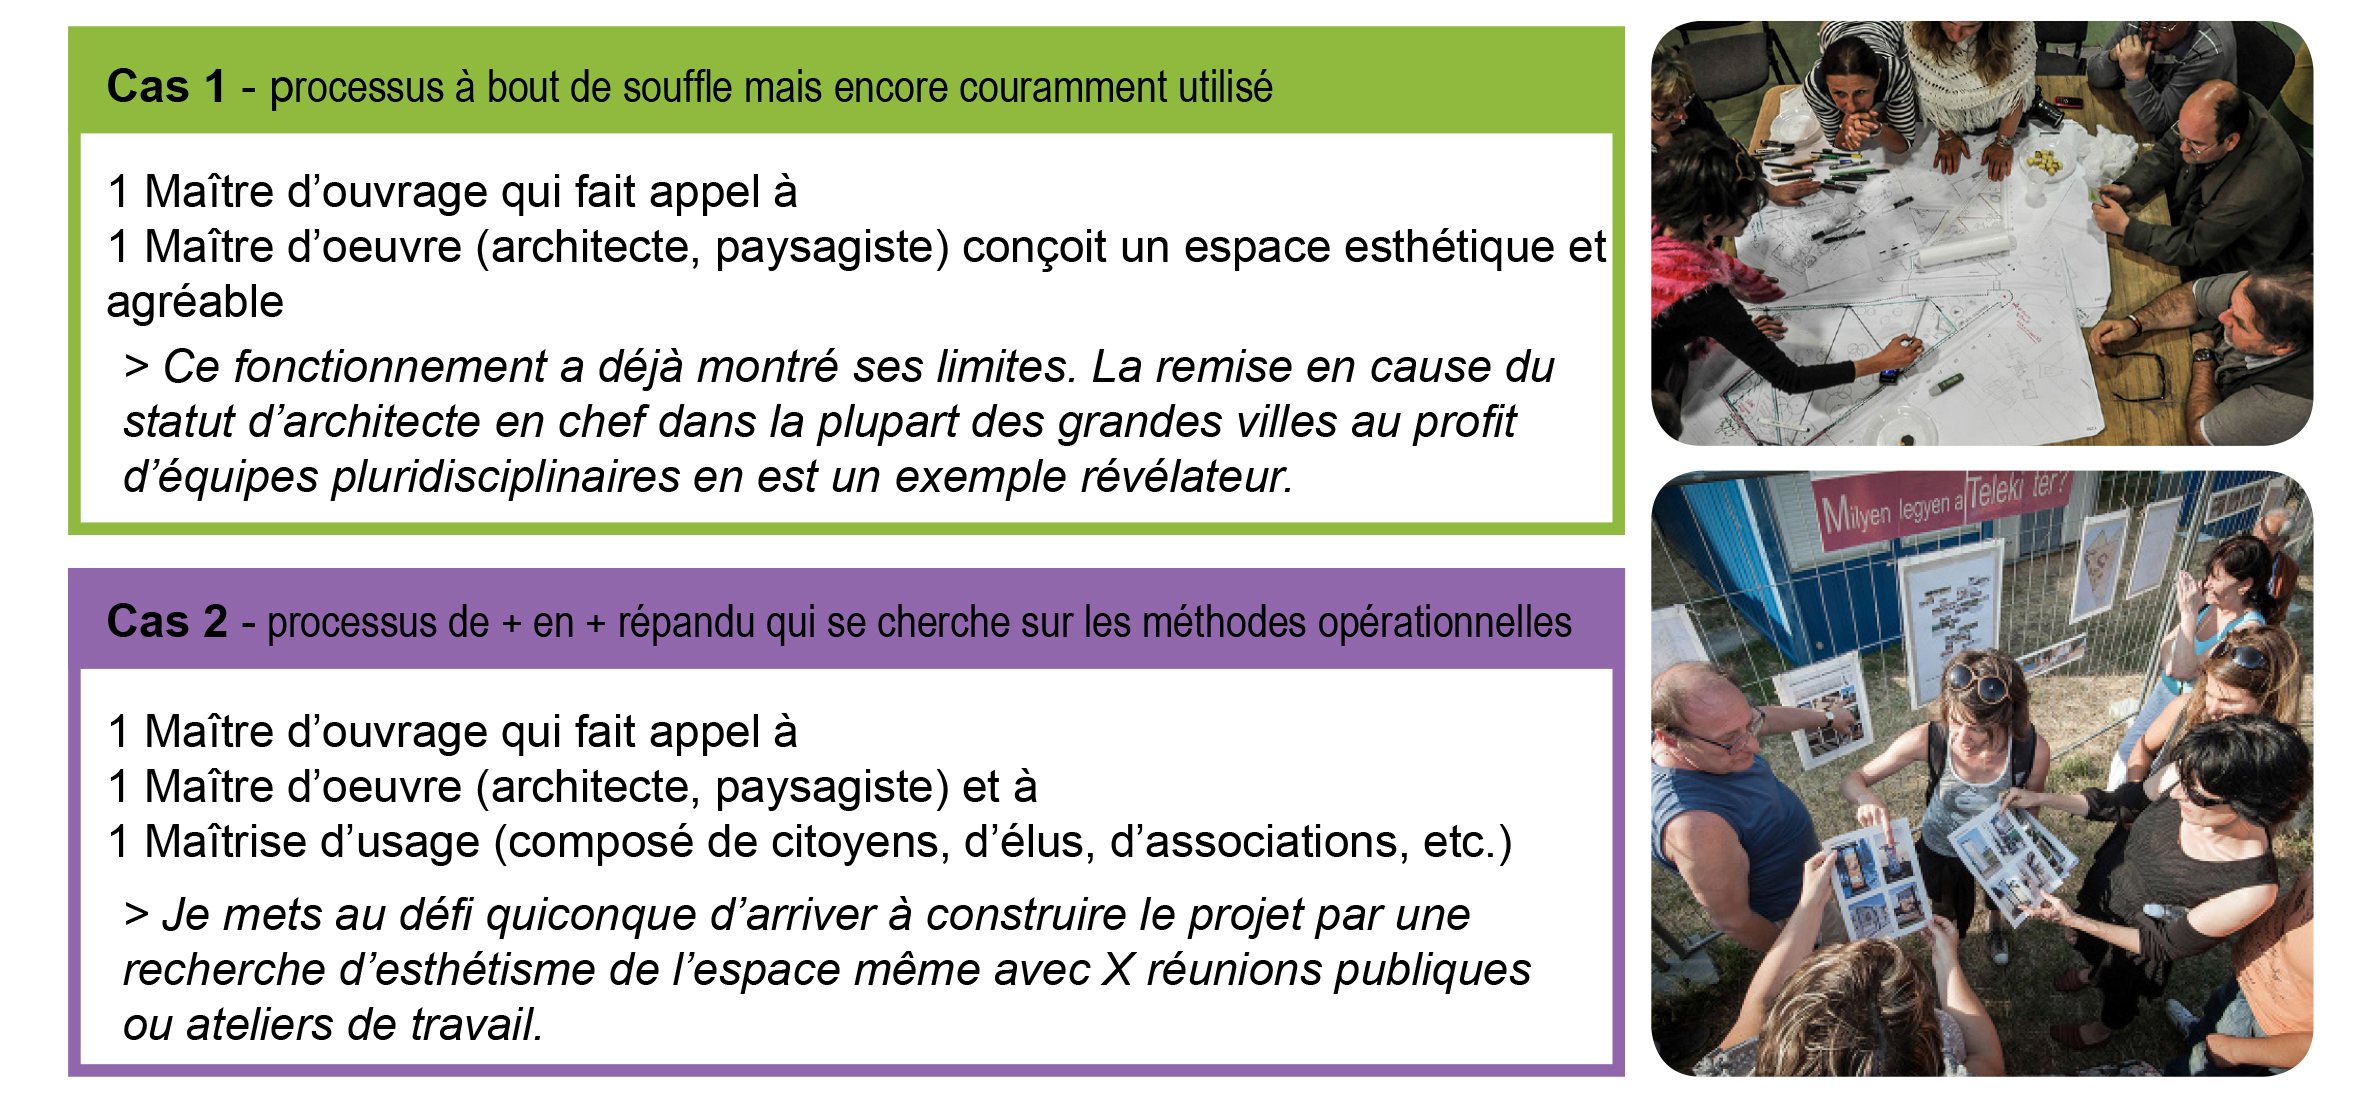 Cas 1 - processus à bout de souffle mais encore couramment utilisé
1 Maître d’ouvrage qui fait appel à
1 Maître d’oeuvre (architecte, paysagiste) conçoit un espace esthétique et
agréable
> Ce fonctionnement a déjà montré ses limites. La remise en cause du
statut d’architecte en chef dans la plupart des grandes villes au profit
d’équipes pluridisciplinaires en est un exemple révélateur.
Milyen legyen a Teleki tér?
Cas 2 - processus de + en + répandu qui se cherche sur les méthodes opérationnelles
1 Maître d’ouvrage qui fait appel à
1 Maître d’oeuvre (architecte, paysagiste) et à
1 Maîtrise d’usage (composé de citoyens, d’élus, d’associations, etc.)
> Je mets au défi quiconque d’arriver à construire le projet par une
recherche d’esthétisme de l’espace même avec X réunions publiques
ou ateliers de travail.